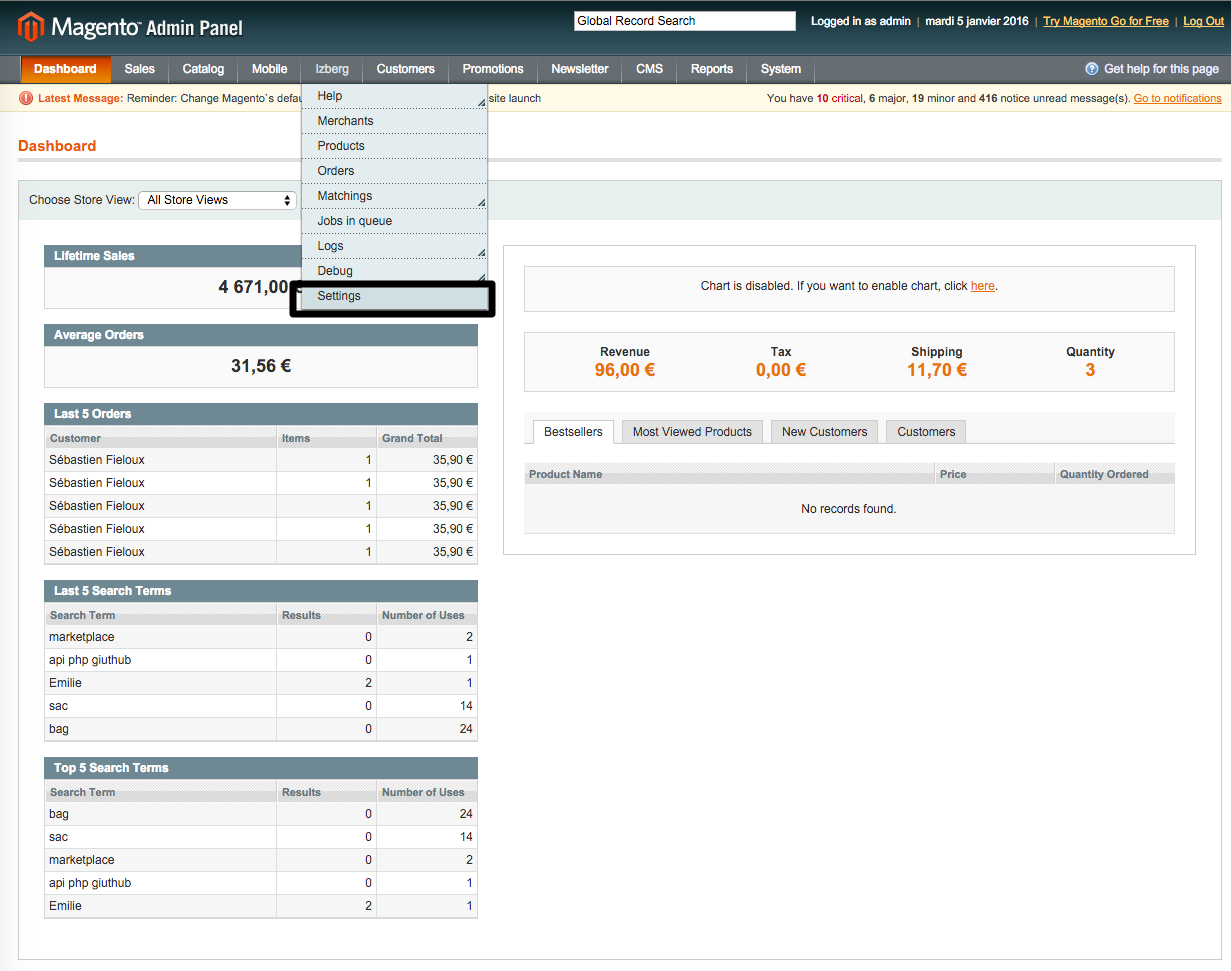 Magento™ Admin Panel
Global Record Search
Logged in as admin | mardi 5 janvier 2016 | Try Magento Go for Free | Log Out
Dashboard Sales Catalog Mobile Izberg Customers Promotions Newsletter CMS Reports System Get help for this page
Latest Message: Reminder: Change Magento`s site launch
You have 10 critical, 6 major, 19 minor and 416 notice unread message(s). Go to notifications
Help
Merchants
Products
Orders
Matchings
Jobs in queue
Logs
Debug
Settings
Dashboard
Choose Store View: All Store Views
Lifetime Sales
4 671,00
Average Orders
31,56 €
Last 5 Orders
Customer Items Grand Total
Sébastien Fieloux 1 35,90 €
Sébastien Fieloux 1 35,90 €
Sébastien Fieloux 1 35,90 €
Sébastien Fieloux 1 35,90 €
Sébastien Fieloux 1 35,90 €
Last 5 Search Terms
Search Term Results Number of Uses
marketplace 0 2
api php giuthub 0 1
Emilie 2 1
sac 0 14
bag 0 24
Top 5 Search Terms
Search Term Results Number of Uses
bag 0 24
sac 0 14
marketplace 0 2
api php giuthub 0 1
Emilie 2 1
Chart is disabled. If you want to enable chart, click here.
Revenue Tax Shipping Quantity
96,00 € 0,00 € 11,70 € 3
Bestsellers Most Viewed Products New Customers Customers
Product Name Price Quantity Ordered
No records found.